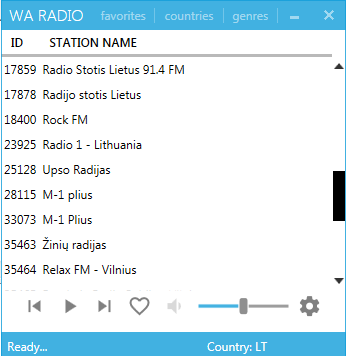 WA RADIO favorites countries genres
ID STATION NAME
17859 Radio Stotis Lietus 91.4 FM
17878 Radijo stotis Lietus
18400 Rock FM
23925 Radio 1 - Lithuania
25128 Upso Radijas
28115 M-1 plius
33073 M-1 Plius
35463 Žinių radijas
35464 Relax FM - Vilnius
Ready... Country: LT